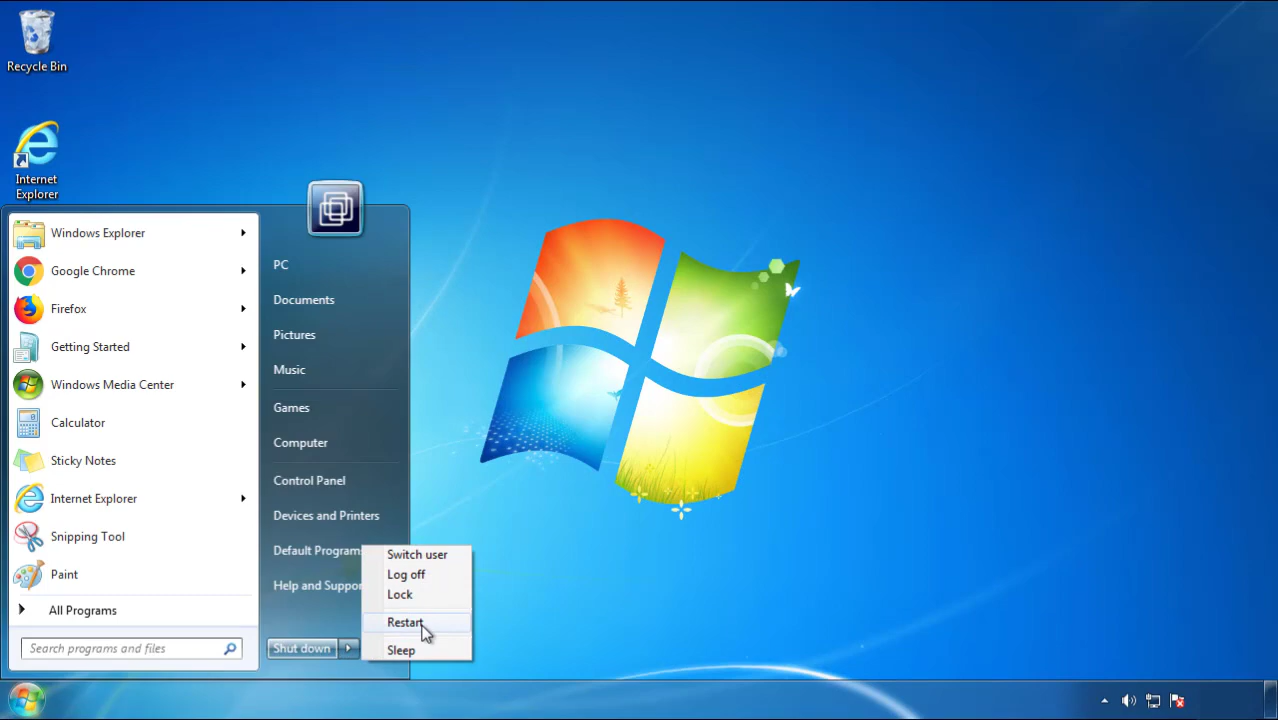 Recycle Bin
Internet
Explorer
Windows Explorer
Google Chrome
Firefox
Getting Started
Windows Media Center
Calculator
Sticky Notes
Internet Explorer
Snipping Tool
Paint
All Programs
Search programs and files
PC
Documents
Pictures
Music
Games
Computer
Control Panel
Devices and Printers
Default Program
Help and Suppor
Shut down
Switch user
Log off
Lock
Restart
Sleep